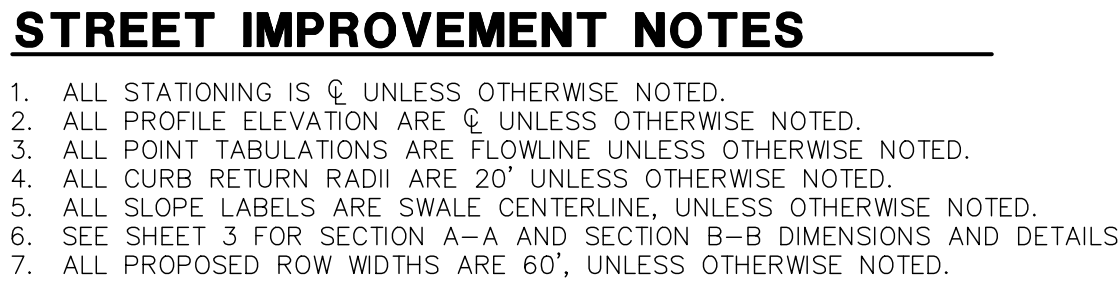 STREET IMPROVEMENT NOTES
1. ALL STATIONING IS ℄ UNLESS OTHERWISE NOTED.
2. ALL PROFILE ELEVATION ARE ℄ UNLESS OTHERWISE NOTED.
3. ALL POINT TABULATIONS ARE FLOWLINE UNLESS OTHERWISE NOTED.
4. ALL CURB RETURN RADII ARE 20' UNLESS OTHERWISE NOTED.
5. ALL SLOPE LABELS ARE SWALE CENTERLINE, UNLESS OTHERWISE NOTED.
6. SEE SHEET 3 FOR SECTION A–A AND SECTION B–B DIMENSIONS AND DETAILS
7. ALL PROPOSED ROW WIDTHS ARE 60', UNLESS OTHERWISE NOTED.